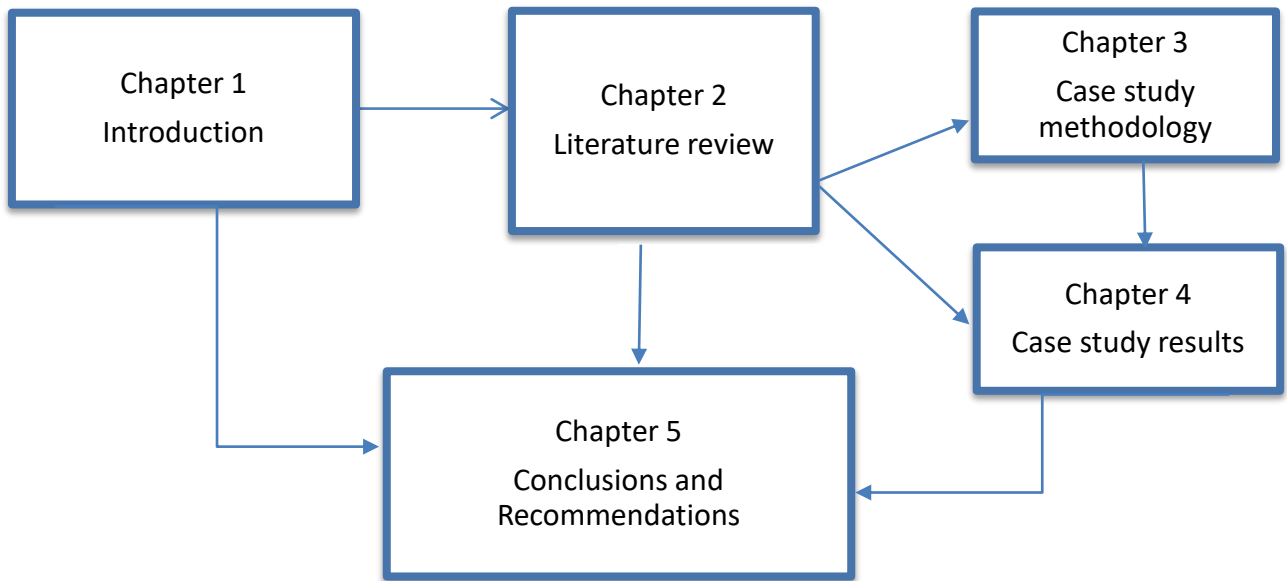 Chapter 1
Introduction
Chapter 2
Literature review
Chapter 3
Case study
methodology
Chapter 4
Case study results
Chapter 5
Conclusions and
Recommendations